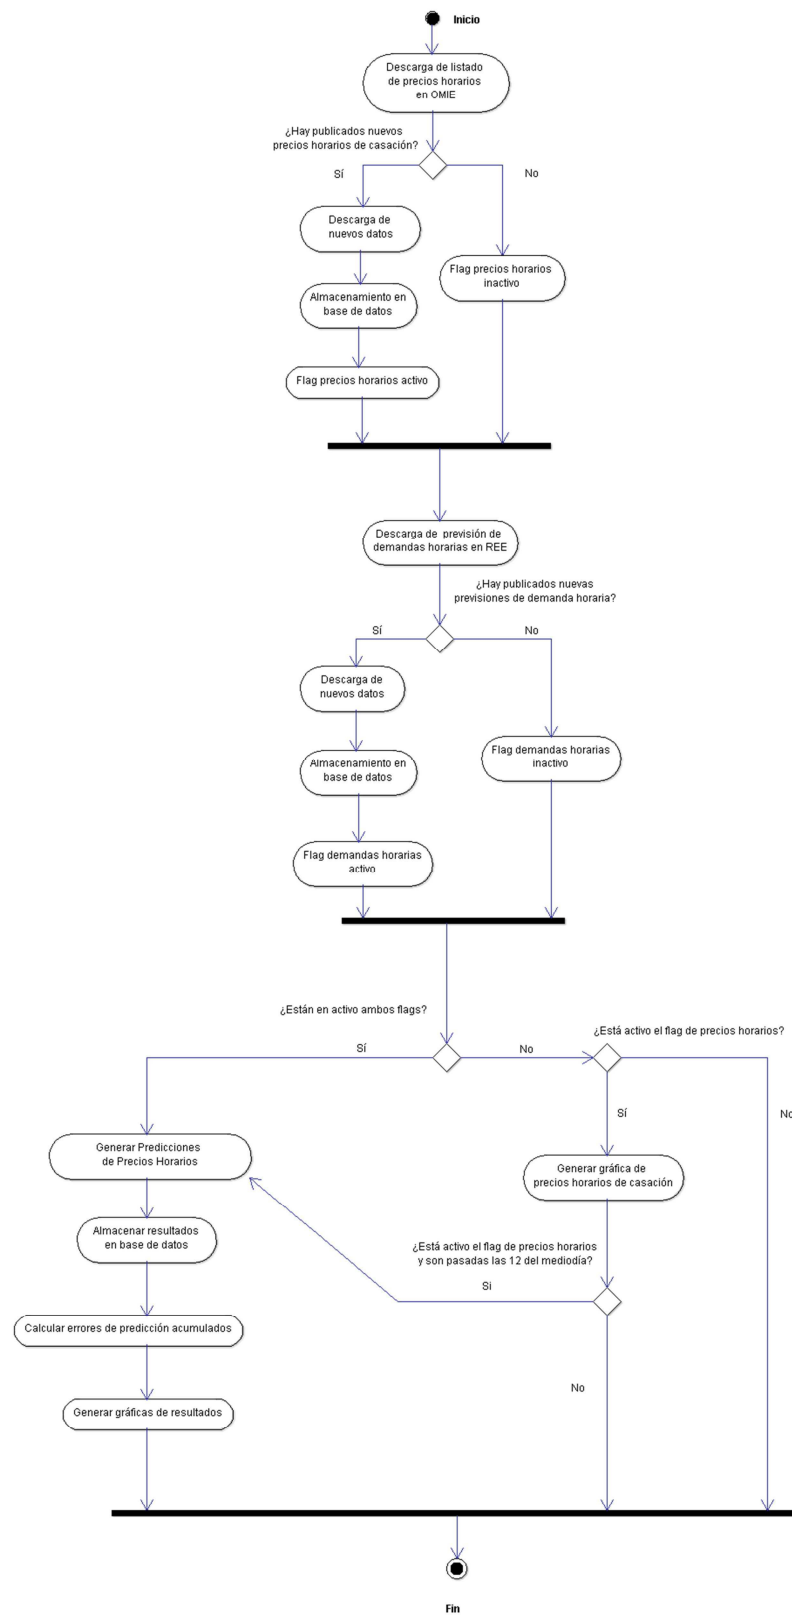 Inicio
Descarga de listado
de precios horarios
en OMIE
¿Hay publicados nuevos
precios horarios de casación?
Sí
No
Descarga de
nuevos datos
Flag precios horarios
inactivo
Almacenamiento en
base de datos
Flag precios horarios activo
Descarga de previsión de
demandas horarias en REE
¿Hay publicados nuevas
previsiones de demanda horaria?
Sí
No
Descarga de
nuevos datos
Flag demandas horarias
inactivo
Almacenamiento en
base de datos
Flag demandas horarias
activo
¿Están en activo ambos flags?
¿Está activo el flag de precios horarios?
Sí
No
Sí
No
Generar Predicciones
de Precios Horarios
Generar gráfica de
precios horarios de casación
Almacenar resultados
en base de datos
¿Está activo el flag de precios horarios
y son pasadas las 12 del mediodía?
Si
Calcular errores de predicción acumulados
No
Generar gráficas de resultados
Fin